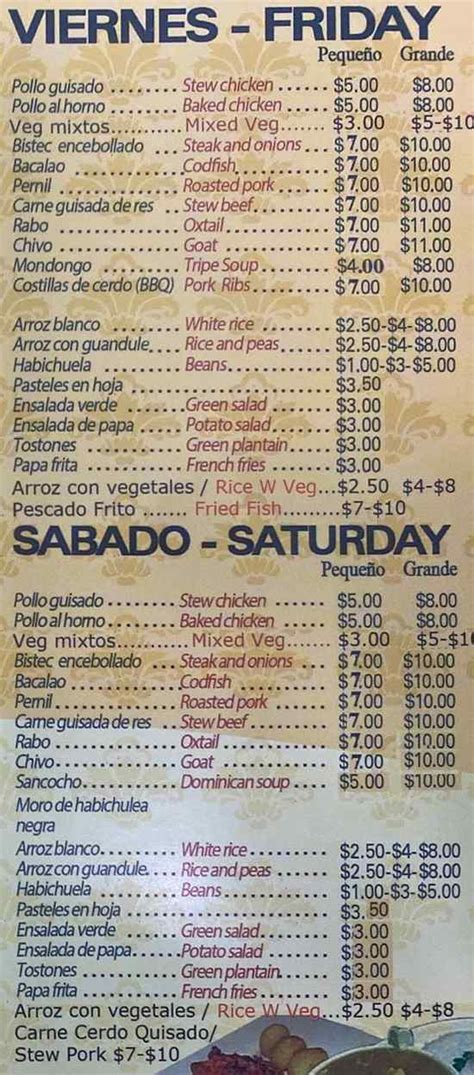 VIERNES - FRIDAY
Pequeño Grande
Pollo guisado ....... Stew chicken ...... $5.00 $8.00
Pollo al horno ....... Baked chicken ..... $5.00 $8.00
Veg mixtos........... Mixed Veg....... $3.00 $5-$10
Bistec encebollado ... Steak and onions ... $7.00 $10.00
Bacalao ............ Codfish............ $7.00 $10.00
Pernil ............ Roasted pork ...... $7.00 $10.00
Carne guisada de res .. Stew beef......... $7.00 $10.00
Rabo ............ Oxtail............ $7.00 $11.00
Chivo ............ Goat ............ $7.00 $11.00
Mondongo ......... Tripe Soup......... $4.00 $8.00
Costillas de cerdo (BBQ) Pork Ribs.......... $7.00 $10.00
Arroz blanco ........ White rice ......... $2.50-$4-$8.00
Arroz con guandule.... Rice and peas ...... $2.50-$4-$8.00
Habichuela ......... Beans............ $1.00-$3-$5.00
Pasteles en hoja ........................ $3.50
Ensalada verde .......Green salad ........ $3.00
Ensalada de papa ..... Potato salad....... $3.00
Tostones ........... Green plantain..... $3.00
Papa frita .......... French fries ....... $3.00
Arroz con vegetales / Rice W Veg...$2.50 $4-$8
Pescado Frito ....... Fried Fish.........$7-$10
SABADO - SATURDAY
Pequeño Grande
Pollo guisado ........ Stew chicken ...... $5.00 $8.00
Pollo al horno ........ Baked chicken ..... $5.00 $8.00
Veg mixtos............Mixed Veg....... $3.00 $5-$1
Bistec encebollado ... Steak and onions ... $7.00 $10.00
Bacalao ............. Codfish ........... $7.00 $10.00
Pernil.............. Roasted pork ...... $7.00 $10.00
Carne guisada de res .. Stew beef......... $7.00 $10.00
Rabo .............. Oxtail ............ $7.00 $10.00
Chivo.............. Goat ............ $7.00 $10.00
Sancocho........... Dominican soup .... $5.00 $10.00
Moro de habichulea
negra
Arroz blanco......... White rice ......... $2.50-$4-$8.00
Arroz con guandule.... Rice and peas ...... $2.50-$4-$8.00
Habichuela ......... Beans ............ $1.00-$3-$5.00
Pasteles en hoja ........................ $3.50
Ensalada verde ...... Green salad........ $3.00
Ensalada de papa......Potato salad ....... $3.00
Tostones ........... Green plantain..... $3.00
Papa frita ........... French fries....... $3.00
Arroz con vegetales / Rice W Veg...$2.50 $4-$8
Carne Cerdo Quisado/
Stew Pork $7-$10